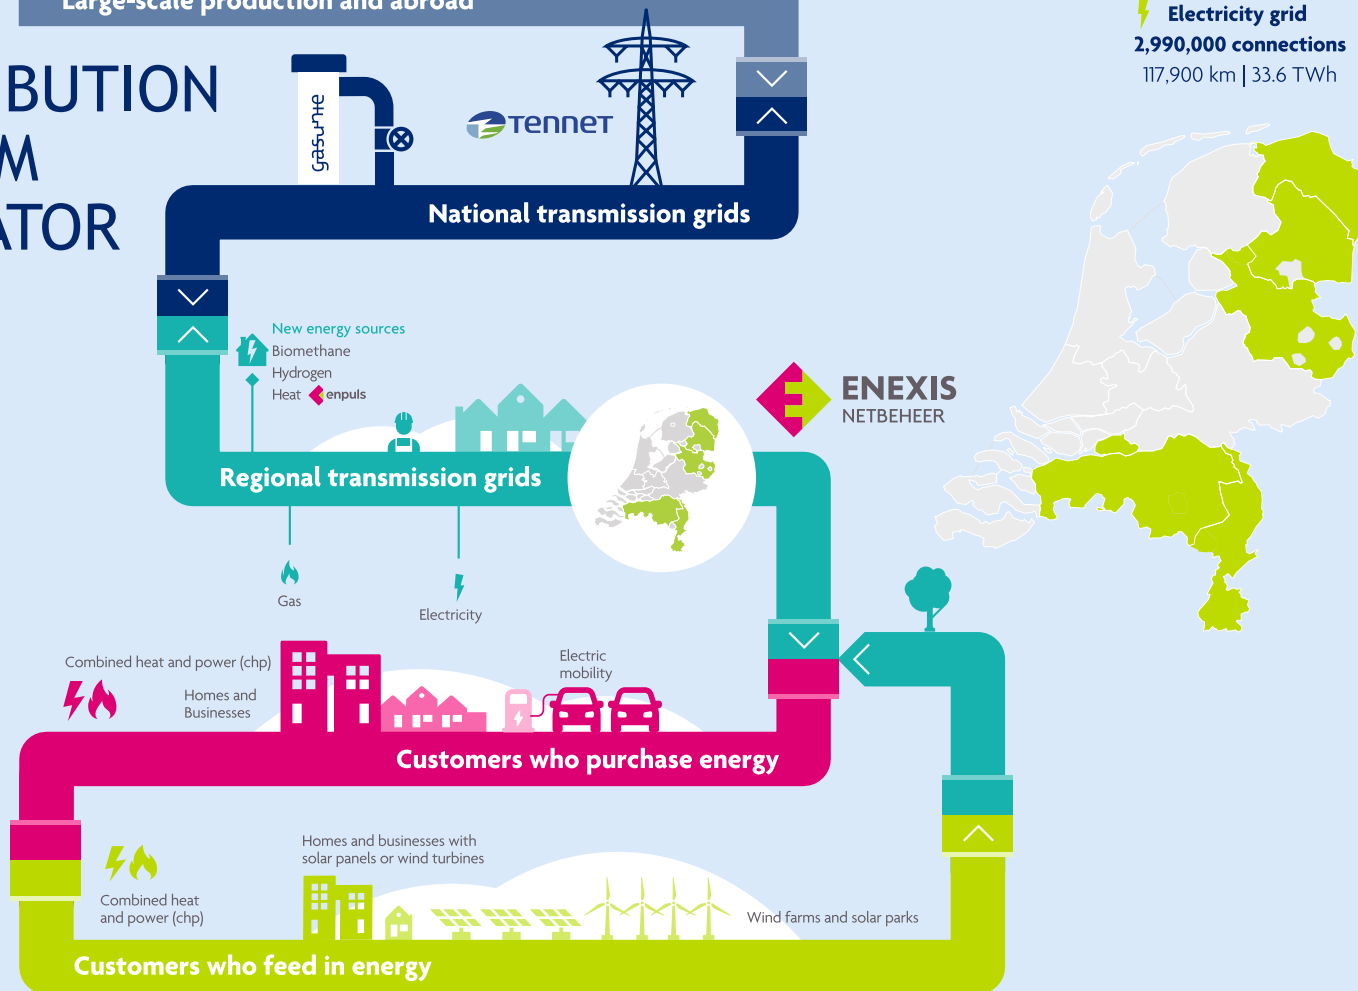 Large-scale production and abroad
Electricity grid
2,990,000 connections
117,900 km | 33.6 TWh
BUTION
M
ATOR
gasunie
TENNET
National transmission grids
New energy sources
Biomethane
Hydrogen
Heat enpuls
ENEXIS
NETBEHEER
Regional transmission grids
Gas
Electricity
Combined heat and power (chp)
Homes and
Businesses
Electric
mobility
Customers who purchase energy
Homes and businesses with
solar panels or wind turbines
Combined heat
and power (chp)
Wind farms and solar parks
Customers who feed in energy